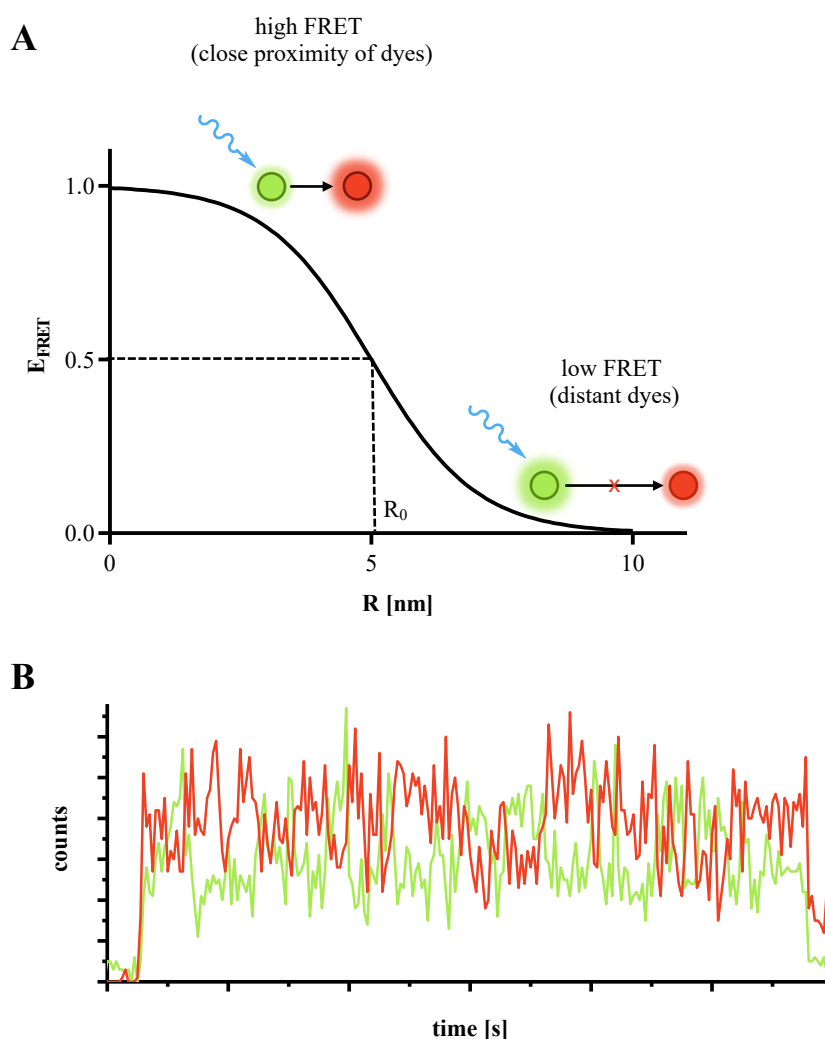 A
high FRET
(close proximity of dyes)
1.0
E_FRET
0.5
low FRET
(distant dyes)
x
R₀
0.0
0
5
10
R [nm]
B
counts
time [s]